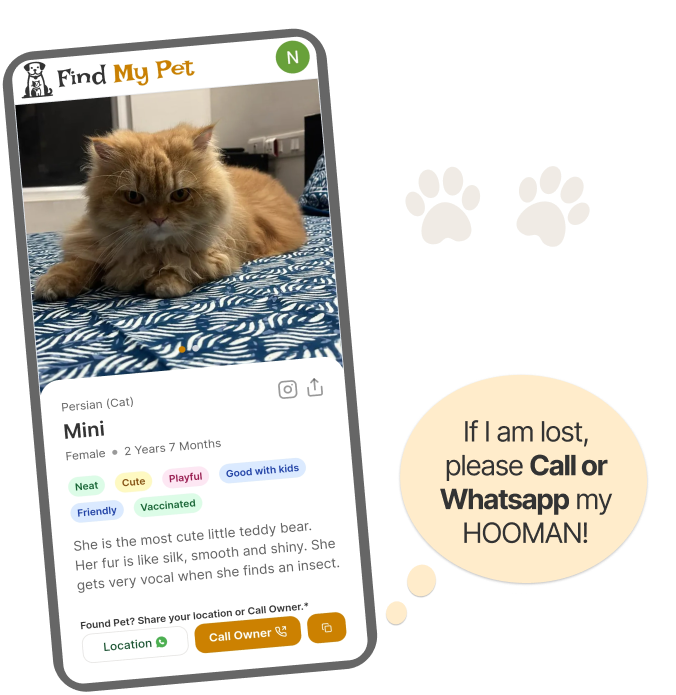 Find My Pet
N
Persian (Cat)
Mini
Female • 2 Years 7 Months
Neat Cute Playful Good with kids
Friendly Vaccinated
She is the most cute little teddy bear.
Her fur is like silk, smooth and shiny. She
gets very vocal when she finds an insect.
Found Pet? Share your location or Call Owner.*
Location Call Owner
If I am lost,
please Call or
Whatsapp my
HOOMAN!